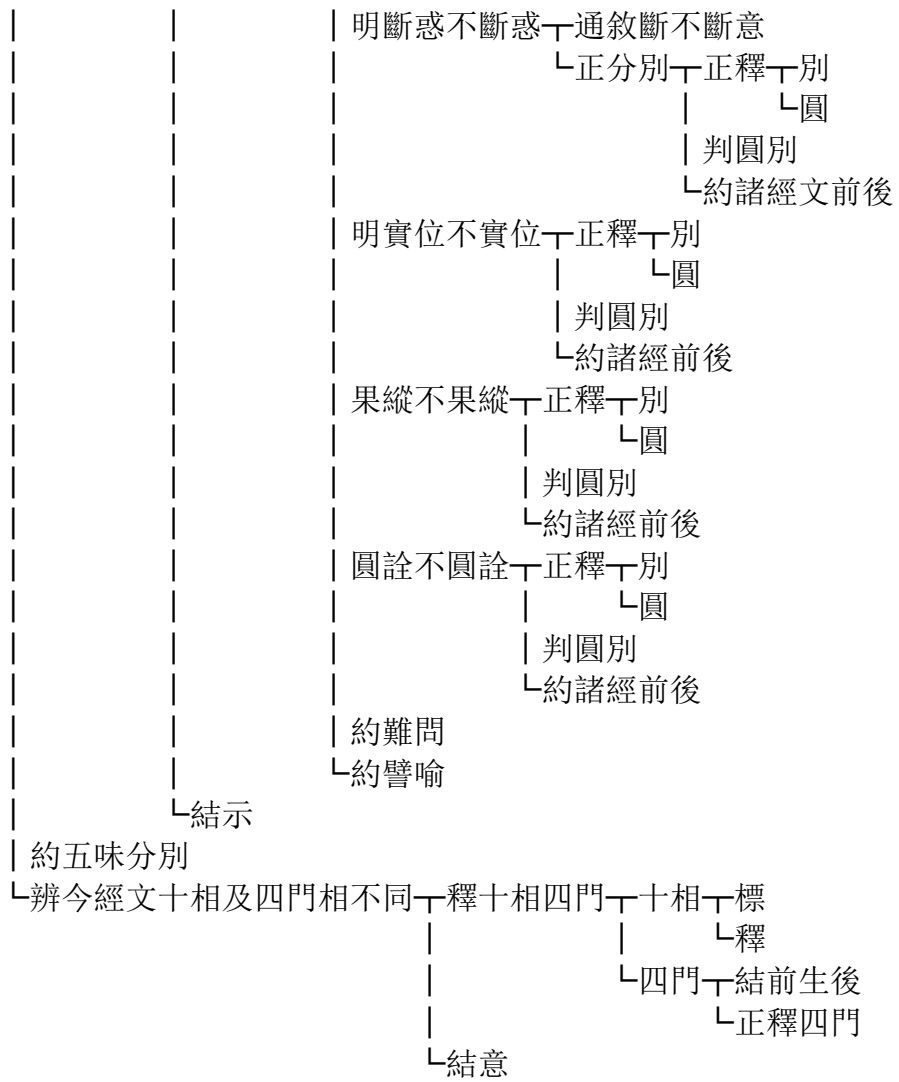 明斷惑不斷惑 通敘斷不斷意
正分別 正釋 別
圓
判圓別
約諸經文前後
明實位不實位 正釋 別
圓
判圓別
約諸經前後
果縱不果縱 正釋 別
圓
判圓別
約諸經前後
圓詮不圓詮 正釋 別
圓
判圓別
約諸經前後
約難問
約譬喻
結示
約五味分別
辨今經文十相及四門相不同 釋十相四門 十相 標
釋
四門 結前生後
正釋四門
結意